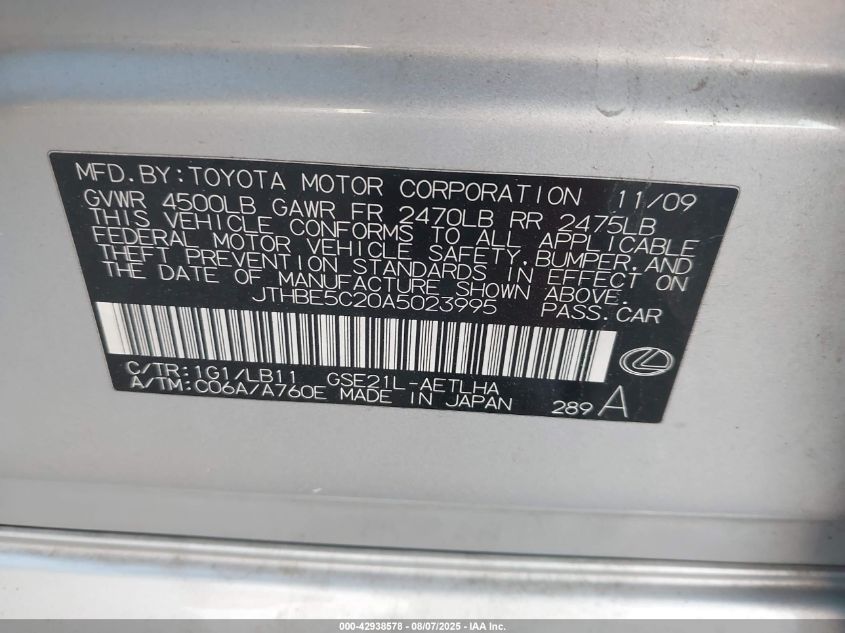 MFD.BY:TOYOTA MOTOR CORPORATION 11/09
GVWR 4500LB GAWR FR 2470LB RR 2475LB
THIS VEHICLE CONFORMS TO ALL APPLICABLE
FEDERAL MOTOR VEHICLE SAFETY,BUMPER,AND
THEFT PREVENTION STANDARDS IN EFFECT ON
THE DATE OF MANUFACTURE SHOWN ABOVE.
JTHBE5C20A5023995 PASS.CAR
C/TR:1G1/LB11 GSE21L-AETLHA
A/TM:C06A/A760E MADE IN JAPAN 289 A
000-42938578 - 08/07/2025 - IAA Inc.